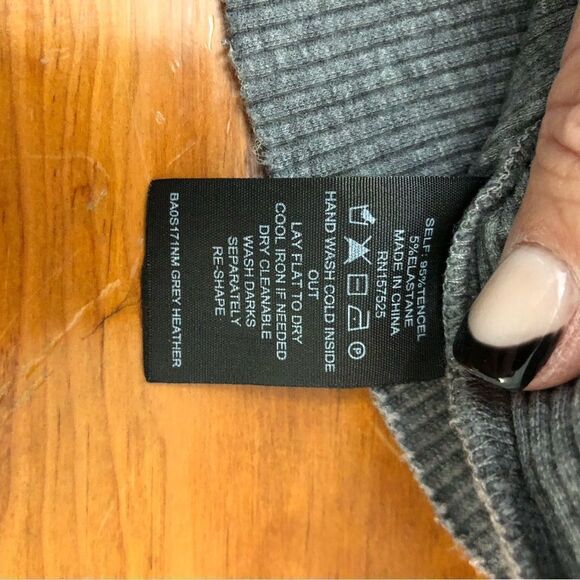 SELF: 95%TENCEL
5%ELASTANE
MADE IN CHINA
RN157525
P
HAND WASH COLD INSIDE
OUT
LAY FLAT TO DRY
COOL IRON IF NEEDED
DRY CLEANABLE
WASH DARKS
SEPARATELY
RE-SHAPE
BA0S171NM GREY HEATHER